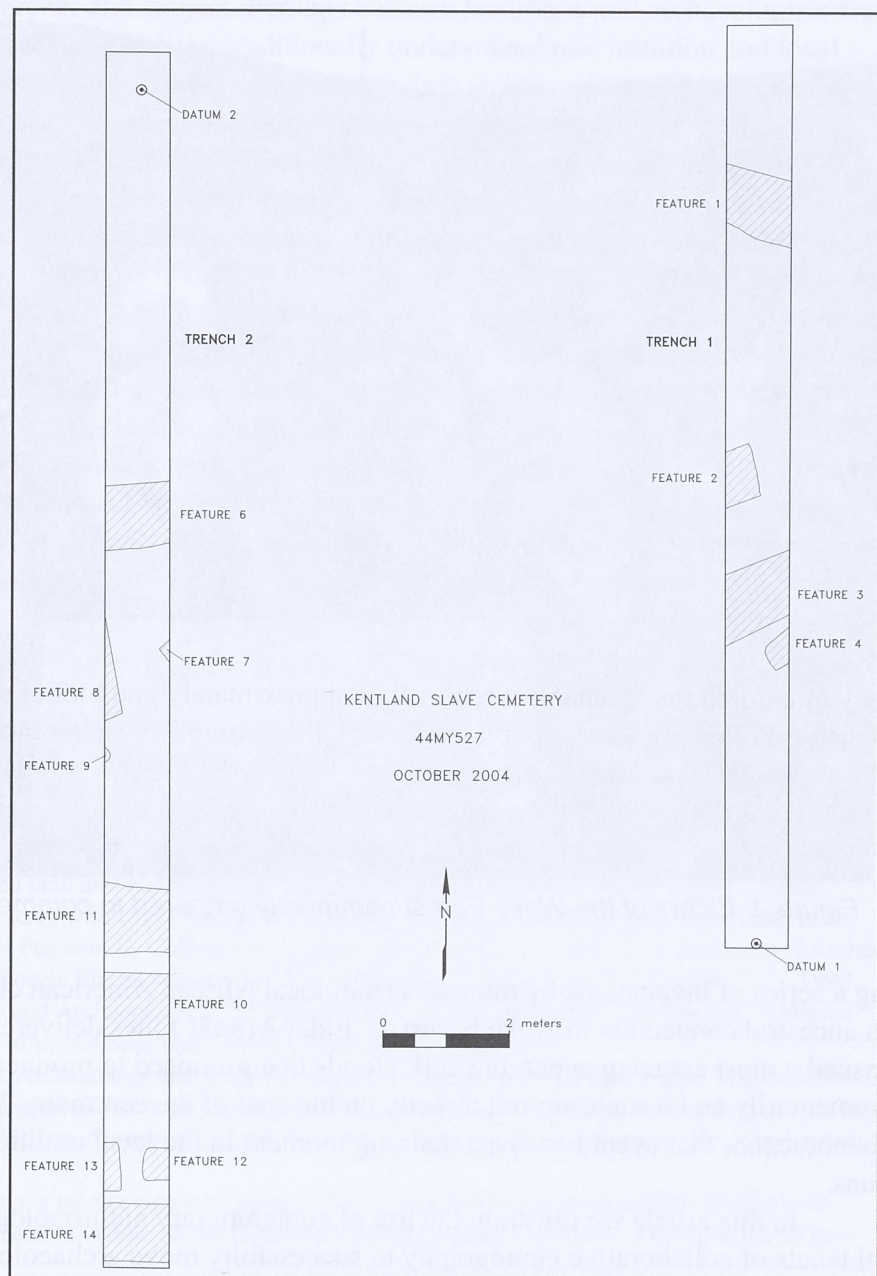 DATUM 2
FEATURE 1
TRENCH 2
TRENCH 1
FEATURE 2
FEATURE 6
FEATURE 3
FEATURE 4
FEATURE 7
FEATURE 8
KENTLAND SLAVE CEMETERY
44MY527
OCTOBER 2004
FEATURE 9
FEATURE 11
N
DATUM 1
FEATURE 10
0 2 meters
FEATURE 13
FEATURE 12
FEATURE 14